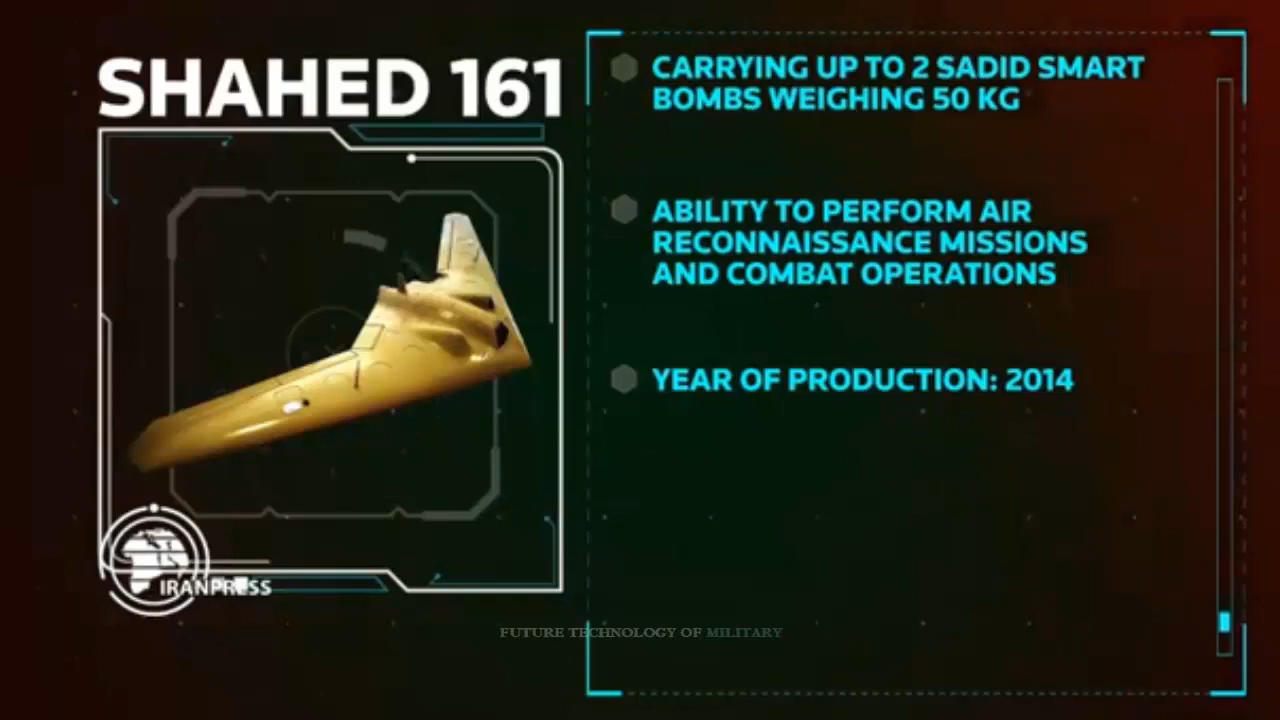 SHAHED 161
CARRYING UP TO 2 SADID SMART
BOMBS WEIGHING 50 KG
ABILITY TO PERFORM AIR
RECONNAISSANCE MISSIONS
AND COMBAT OPERATIONS
YEAR OF PRODUCTION: 2014
IRANPRESS
FUTURE TECHNOLOGY OF MILITARY